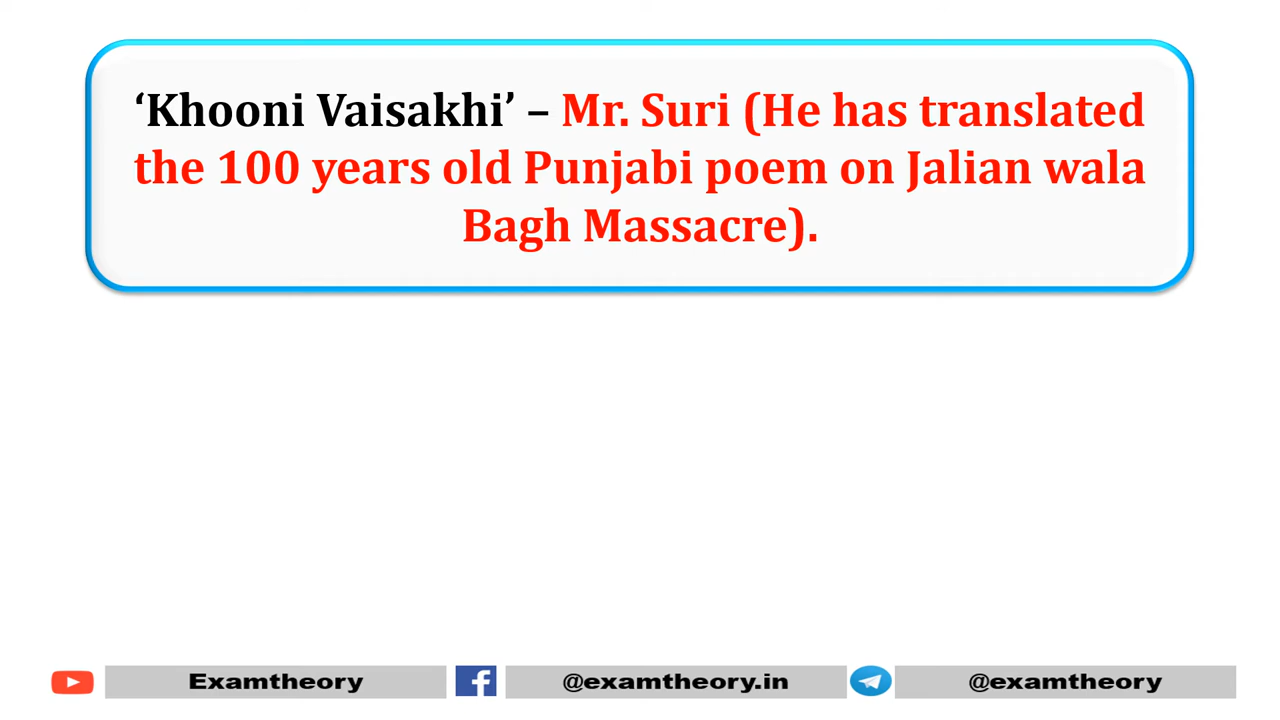 ‘Khooni Vaisakhi’ – Mr. Suri (He has translated
the 100 years old Punjabi poem on Jalian wala
Bagh Massacre).
Examtheory
@examtheory.in
@examtheory